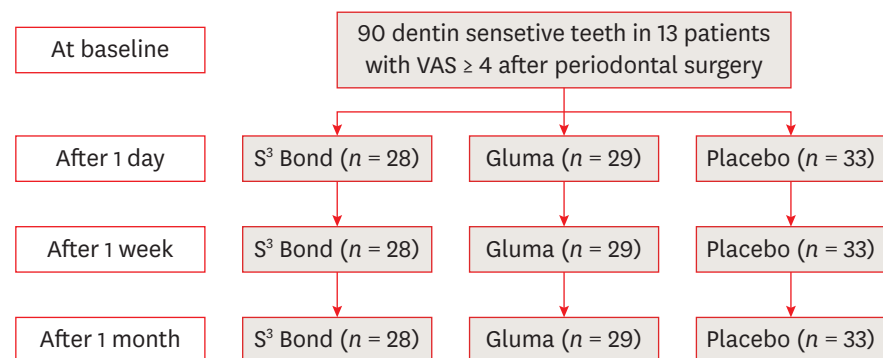 At baseline
90 dentin sensetive teeth in 13 patients
with VAS ≥ 4 after periodontal surgery
After 1 day
S³ Bond (n = 28)
Gluma (n = 29)
Placebo (n = 33)
After 1 week
S³ Bond (n = 28)
Gluma (n = 29)
Placebo (n = 33)
After 1 month
S³ Bond (n = 28)
Gluma (n = 29)
Placebo (n = 33)